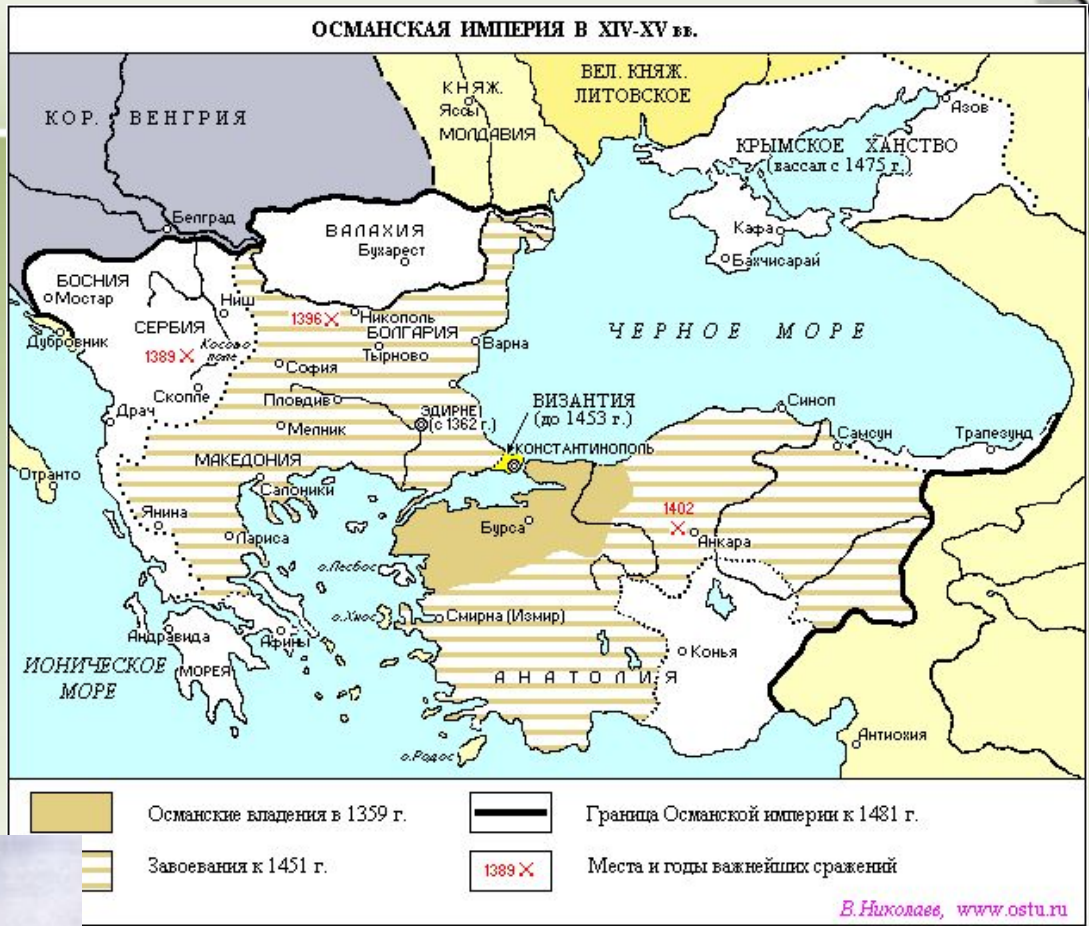 ОСМАНСКАЯ ИМПЕРИЯ В XIV-XV вв.
КОР. ВЕНГРИЯ
КНЯЖ.
Яссы
МОЛДАВИЯ
ВЕЛ. КНЯЖ.
ЛИТОВСКОЕ
Азов
КРЫМСКОЕ ХАНСТВО
(вассал с 1475 г.)
Кафа
Бахчисарай
Белград
ВАЛАХИЯ
Бухарест
БОСНИЯ
Мостар
Ниш
СЕРБИЯ
Дубровник
1389
Косово
поле
Скопле
Драч
1396
Никополь
БОЛГАРИЯ
Тырново
Варна
София
Пловдив
Мелник
ЭДИРНЕ
(с 1362 г.)
ЧЕРНОЕ МОРЕ
ВИЗАНТИЯ
(до 1453 г.)
КОНСТАНТИНОПОЛЬ
Синоп
Самсун
Трапезунд
Отранто
МАКЕДОНИЯ
Салоники
Янина
Лариса
Бурса
1402
Анкара
о.Лесбос
о.Хиос
Смирна (Измир)
Андравида
Афины
МОРЕЯ
ИОНИЧЕСКОЕ
МОРЕ
АНАТОЛИЯ
Конья
о.Родос
Антиохия
Османские владения в 1359 г.
Граница Османской империи к 1481 г.
Завоевания к 1451 г.
1389
Места и годы важнейших сражений
В.Николаев, www.ostu.ru